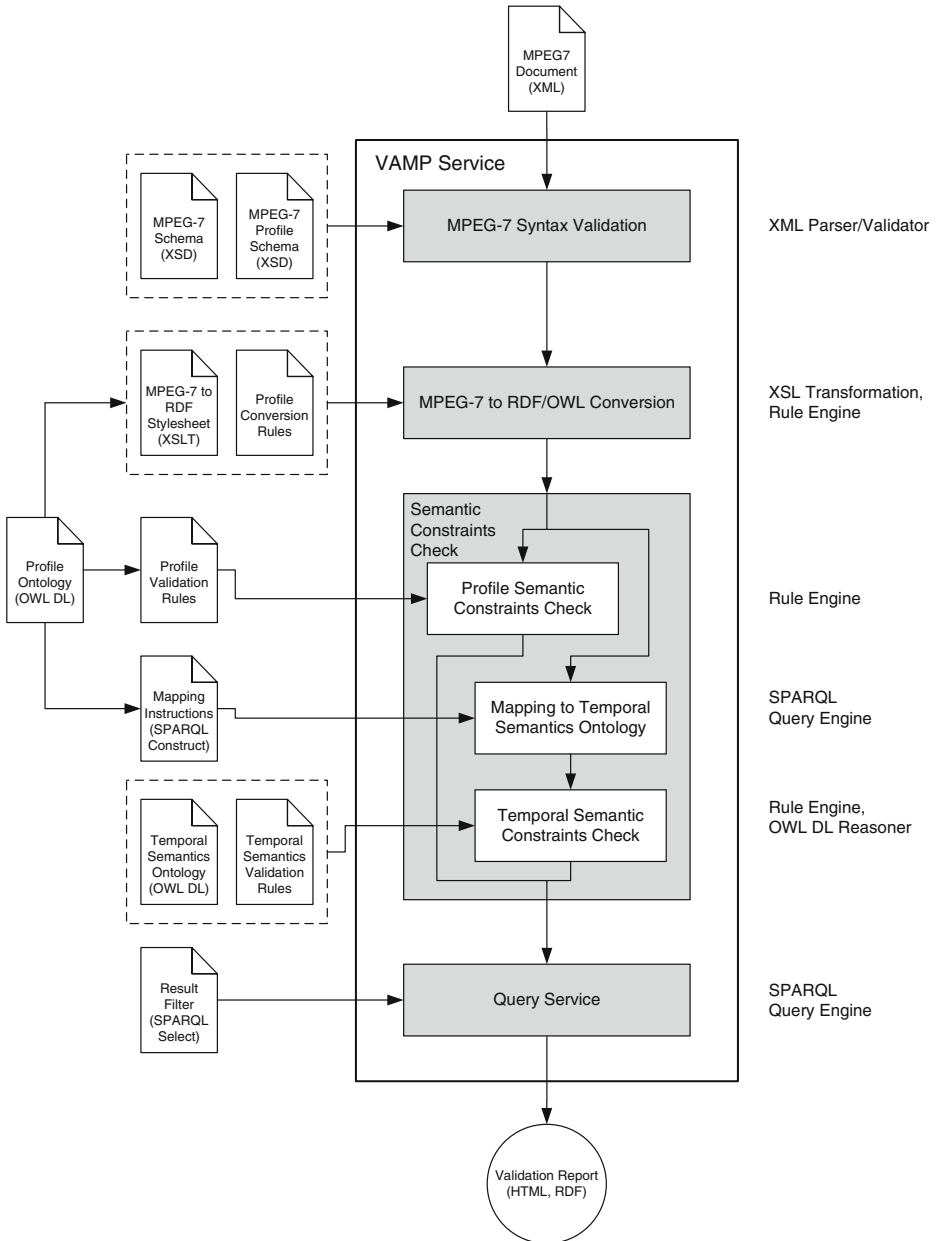 MPEG7
Document
(XML)
VAMP Service
MPEG-7
Schema
(XSD)
MPEG-7
Profile
Schema
(XSD)
MPEG-7 Syntax Validation
XML Parser/Validator
MPEG-7 to
RDF
Stylesheet
(XSLT)
Profile
Conversion
Rules
MPEG-7 to RDF/OWL Conversion
XSL Transformation,
Rule Engine
Semantic
Constraints
Check
Profile
Ontology
(OWL DL)
Profile
Validation
Rules
Profile Semantic
Constraints Check
Rule Engine
Mapping
Instructions
(SPARQL
Construct)
Mapping to Temporal
Semantics Ontology
SPARQL
Query Engine
Temporal
Semantics
Ontology
(OWL DL)
Temporal
Semantics
Validation
Rules
Temporal Semantic
Constraints Check
Rule Engine,
OWL DL Reasoner
Result
Filter
(SPARQL
Select)
Query Service
SPARQL
Query Engine
Validation Report
(HTML, RDF)